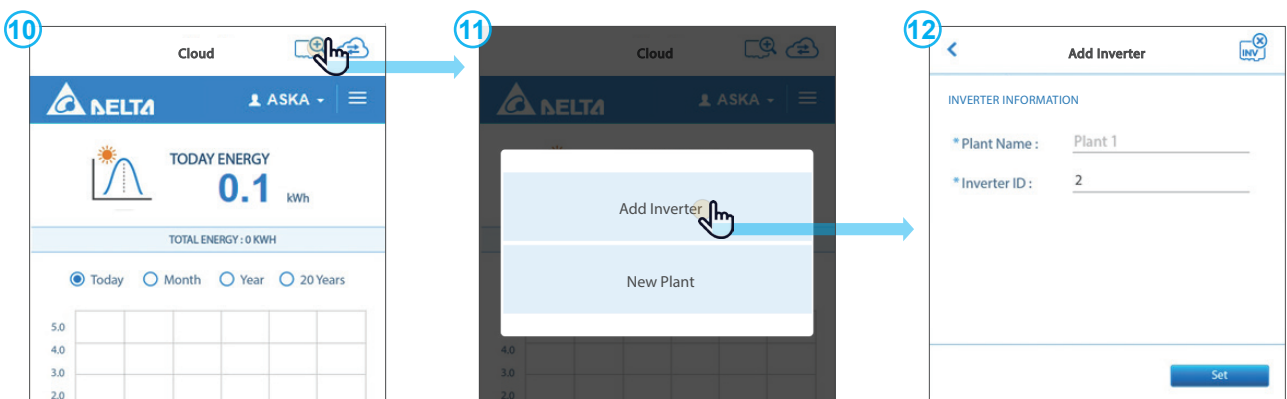 10
Cloud
DELTA
ASKA
TODAY ENERGY
0.1 kWh
TOTAL ENERGY : 0 KWH
Today Month Year 20 Years
5.0
4.0
3.0
2.0
11
Cloud
DELTA
ASKA
Add Inverter
New Plant
4.0
3.0
2.0
12
Add Inverter
INV
INVERTER INFORMATION
* Plant Name : Plant 1
* Inverter ID : 2
Set